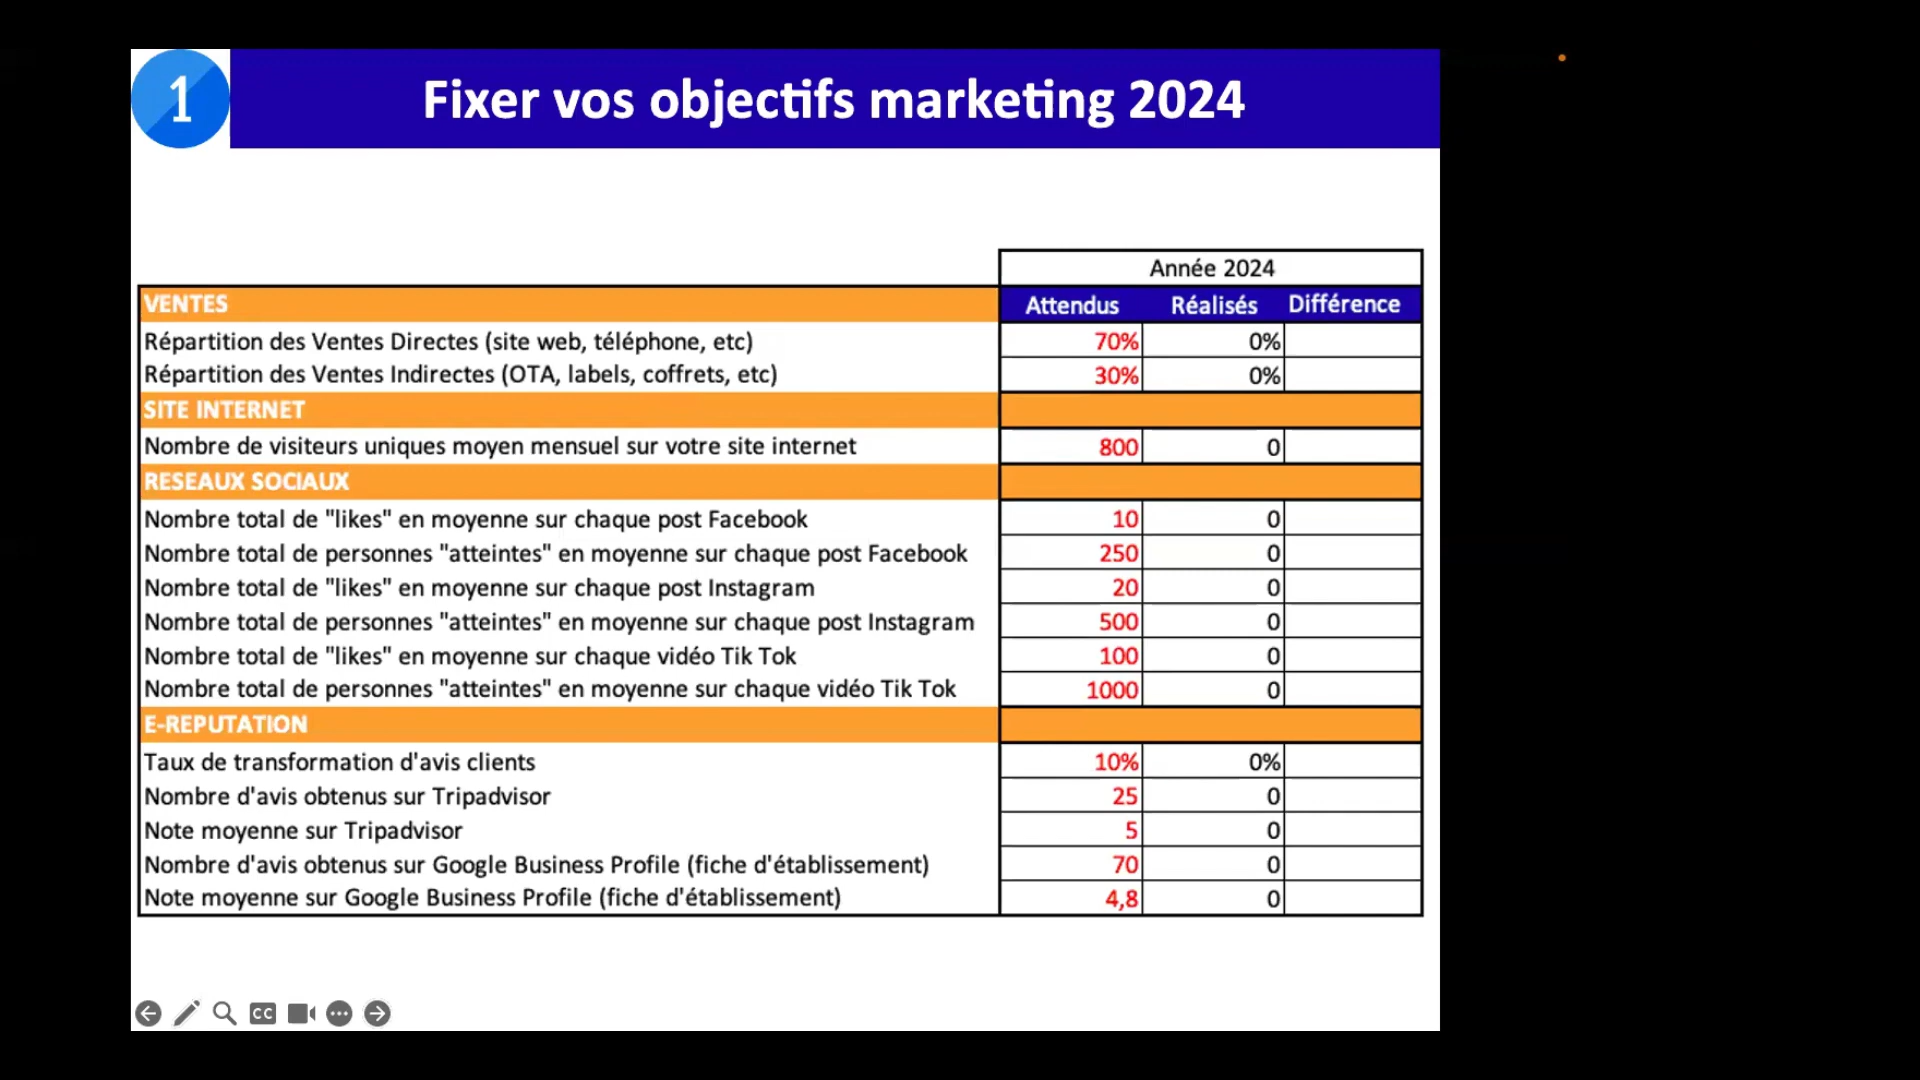 1
Fixer vos objectifs marketing 2024
Année 2024
VENTES Attendus Réalisés Différence
Répartition des Ventes Directes (site web, téléphone, etc) 70% 0%
Répartition des Ventes Indirectes (OTA, labels, coffrets, etc) 30% 0%
SITE INTERNET
Nombre de visiteurs uniques moyen mensuel sur votre site internet 800 0
RESEAUX SOCIAUX
Nombre total de "likes" en moyenne sur chaque post Facebook 10 0
Nombre total de personnes "atteintes" en moyenne sur chaque post Facebook 250 0
Nombre total de "likes" en moyenne sur chaque post Instagram 20 0
Nombre total de personnes "atteintes" en moyenne sur chaque post Instagram 500 0
Nombre total de "likes" en moyenne sur chaque vidéo Tik Tok 100 0
Nombre total de personnes "atteintes" en moyenne sur chaque vidéo Tik Tok 1000 0
E-REPUTATION
Taux de transformation d'avis clients 10% 0%
Nombre d'avis obtenus sur Tripadvisor 25 0
Note moyenne sur Tripadvisor 5 0
Nombre d'avis obtenus sur Google Business Profile (fiche d'établissement) 70 0
Note moyenne sur Google Business Profile (fiche d'établissement) 4,8 0
CC